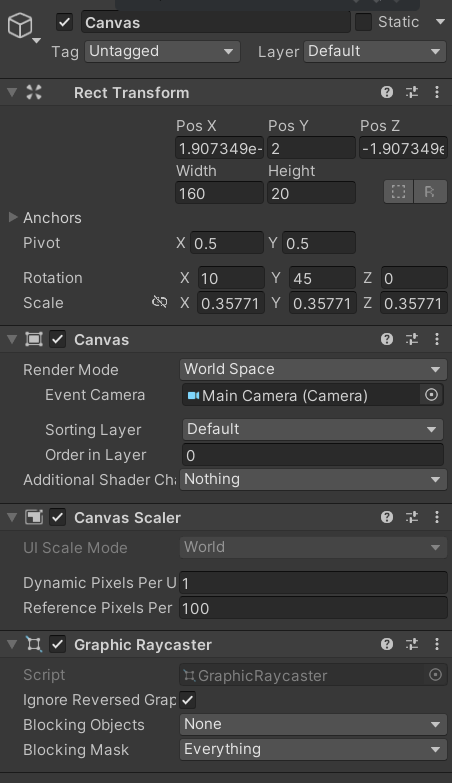 Canvas Static
Tag Untagged Layer Default
Rect Transform
Pos X Pos Y Pos Z
1.907349e- 2 -1.907349e
Width Height
160 20 R
Anchors
Pivot X 0.5 Y 0.5
Rotation X 10 Y 45 Z 0
Scale X 0.35771 Y 0.35771 Z 0.35771
Canvas
Render Mode World Space
Event Camera Main Camera (Camera)
Sorting Layer Default
Order in Layer 0
Additional Shader Cha Nothing
Canvas Scaler
UI Scale Mode World
Dynamic Pixels Per U 1
Reference Pixels Per 100
Graphic Raycaster
Script GraphicRaycaster
Ignore Reversed Grap
Blocking Objects None
Blocking Mask Everything